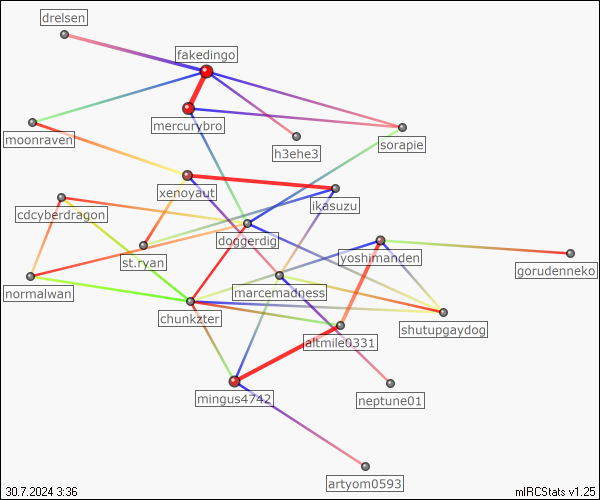 drelsen
fakedingo
mercurybro
moonraven
h3ehe3
sorapie
xenoyaut
ikasuzu
cdcyberdragon
doggerdig
st.ryan
yoshimanden
gorudenneko
normalwan
marcemadness
chunkzter
shutupgaydog
altmile0331
mingus4742
neptune01
artyom0593
30.7.2024 3:36
mIRCStats v1.25